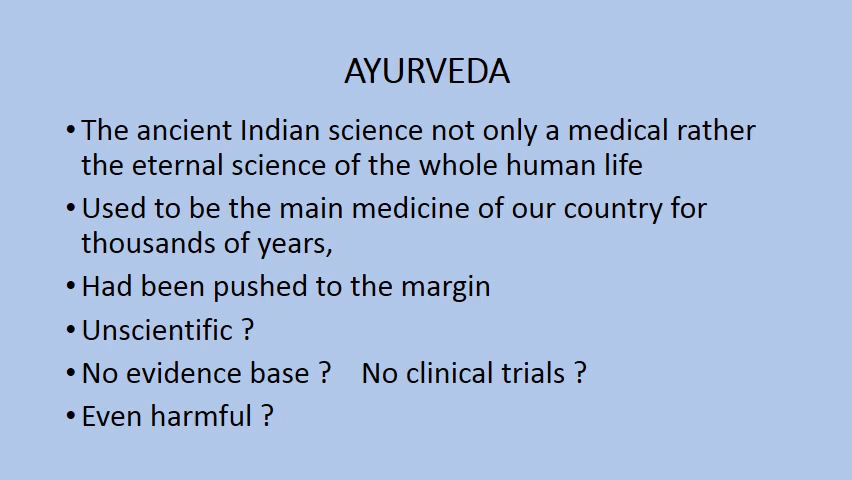 AYURVEDA
• The ancient Indian science not only a medical rather
the eternal science of the whole human life
• Used to be the main medicine of our country for
thousands of years,
• Had been pushed to the margin
• Unscientific ?
• No evidence base ?    No clinical trials ?
• Even harmful ?